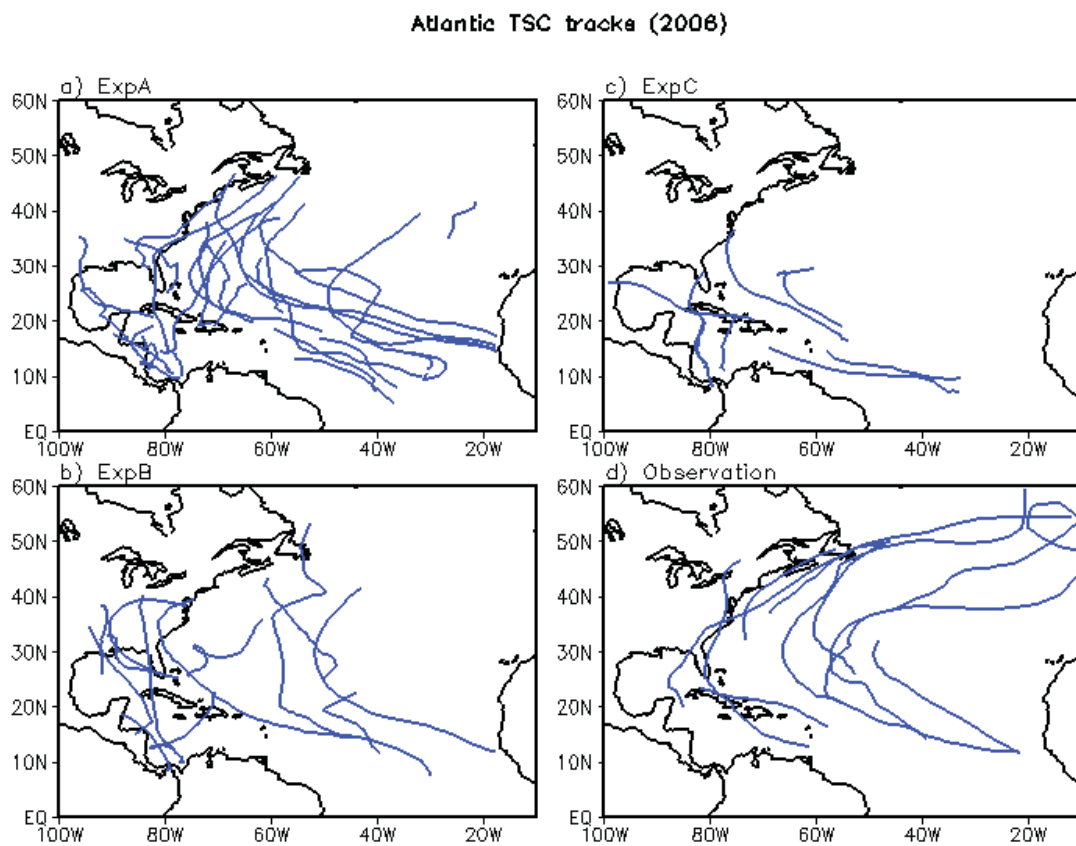 Atlantic TSC tracks (2006)
a) ExpA
60N
50N
40N
30N
20N
10N
EQ
100W 80W 60W 40W 20W
c) ExpC
60N
50N
40N
30N
20N
10N
EQ
100W 80W 60W 40W 20W
b) ExpB
60N
50N
40N
30N
20N
10N
EQ
100W 80W 60W 40W 20W
d) Observation
60N
50N
40N
30N
20N
10N
EQ
100W 80W 60W 40W 20W